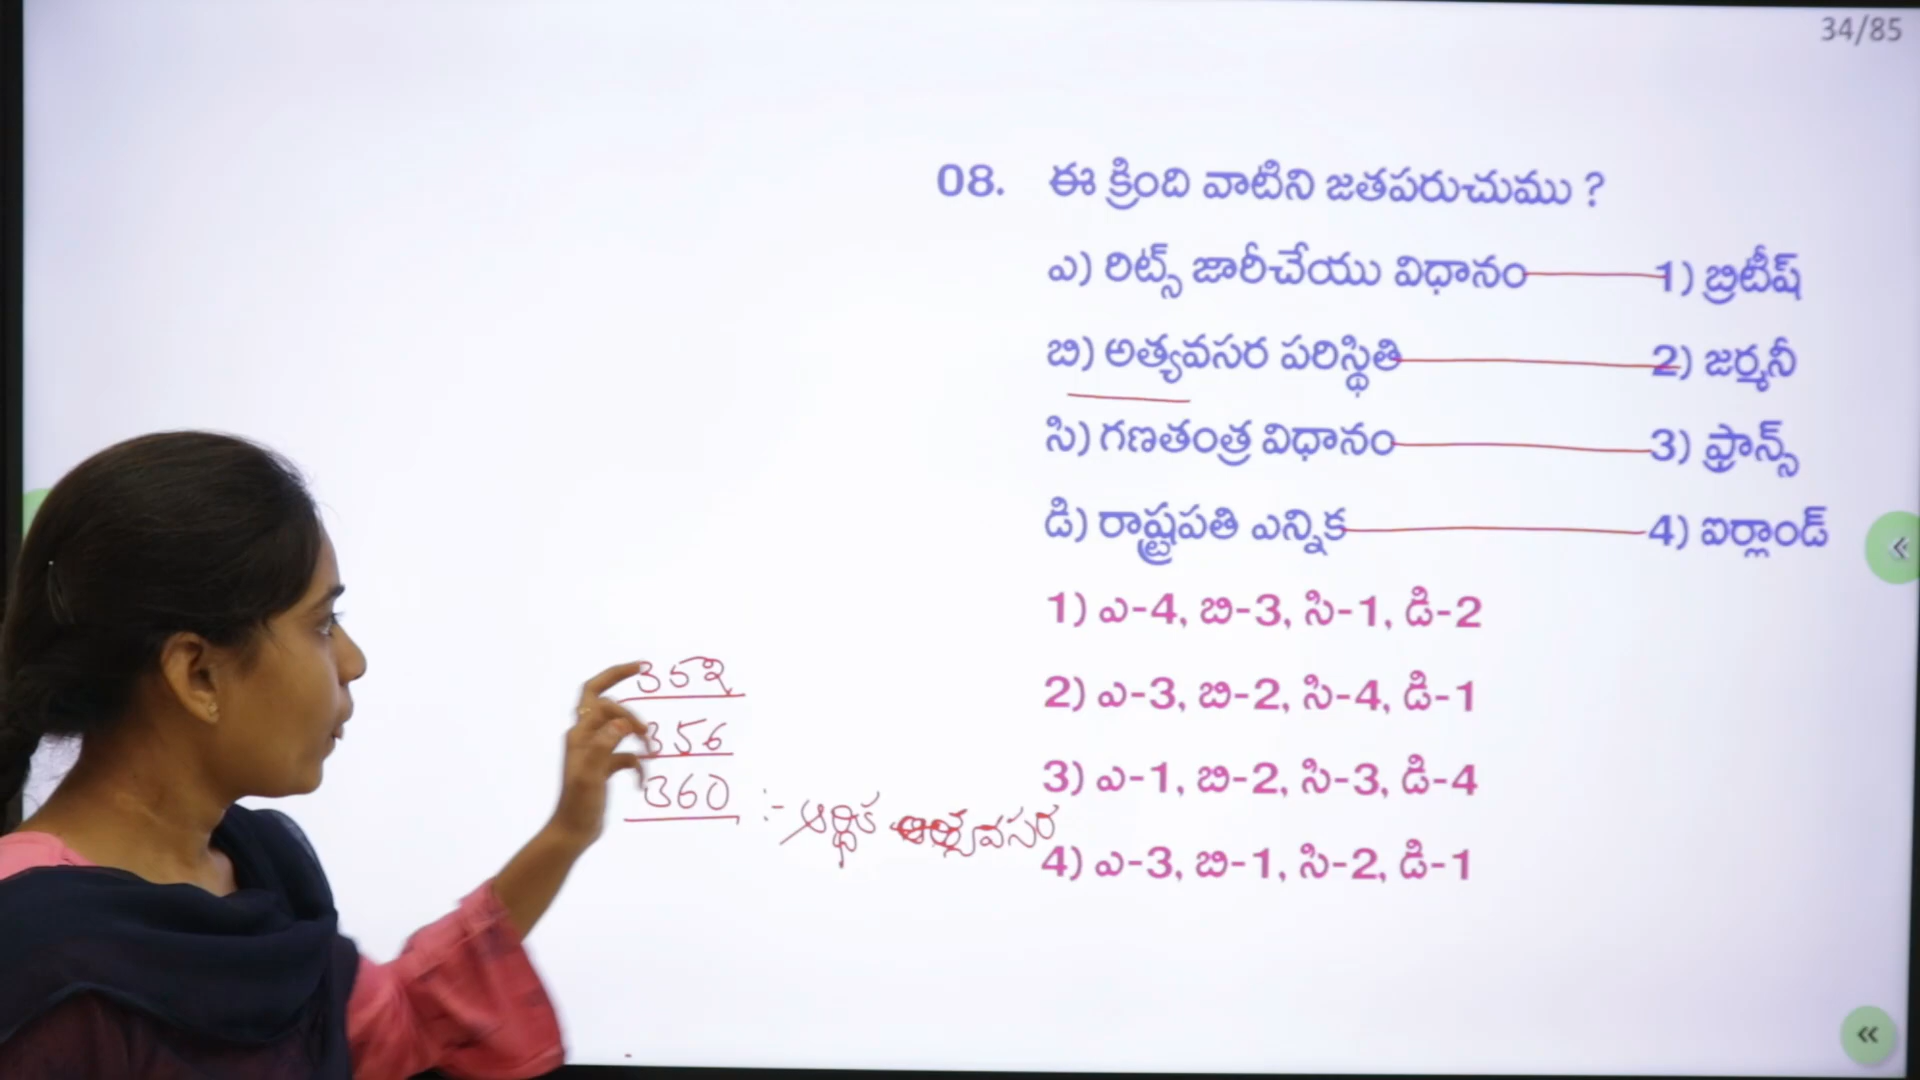 34/85
08. ఈ క్రింది వాటిని జతపరుచుము ?
ఎ) రిట్స్ జారీచేయు విధానం 1) బ్రిటీష్
బి) అత్యవసర పరిస్థితి 2) జర్మనీ
సి) గణతంత్ర విధానం 3) ఫ్రాన్స్
డి) రాష్ట్రపతి ఎన్నిక 4) ఐర్లాండ్
1) ఎ-4, బి-3, సి-1, డి-2
2) ఎ-3, బి-2, సి-4, డి-1
3) ఎ-1, బి-2, సి-3, డి-4
4) ఎ-3, బి-1, సి-2, డి-1
352
356
360 :- ఆర్థిక